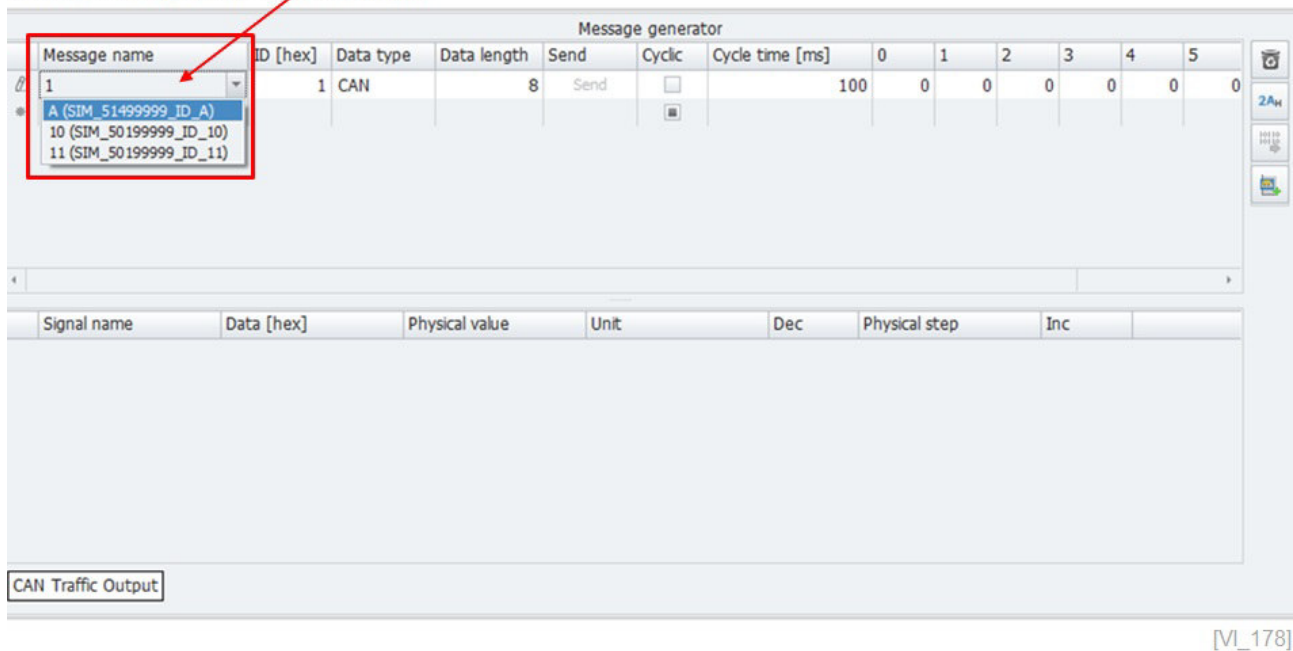 Message generator
Message name ID [hex] Data type Data length Send Cyclic Cycle time [ms] 0 1 2 3 4 5
1 1 CAN 8 Send 100 0 0 0 0 0 0
A (SIM_51499999_ID_A)
10 (SIM_50199999_ID_10)
11 (SIM_50199999_ID_11)
2AH
Signal name Data [hex] Physical value Unit Dec Physical step Inc
CAN Traffic Output
[VI_178]